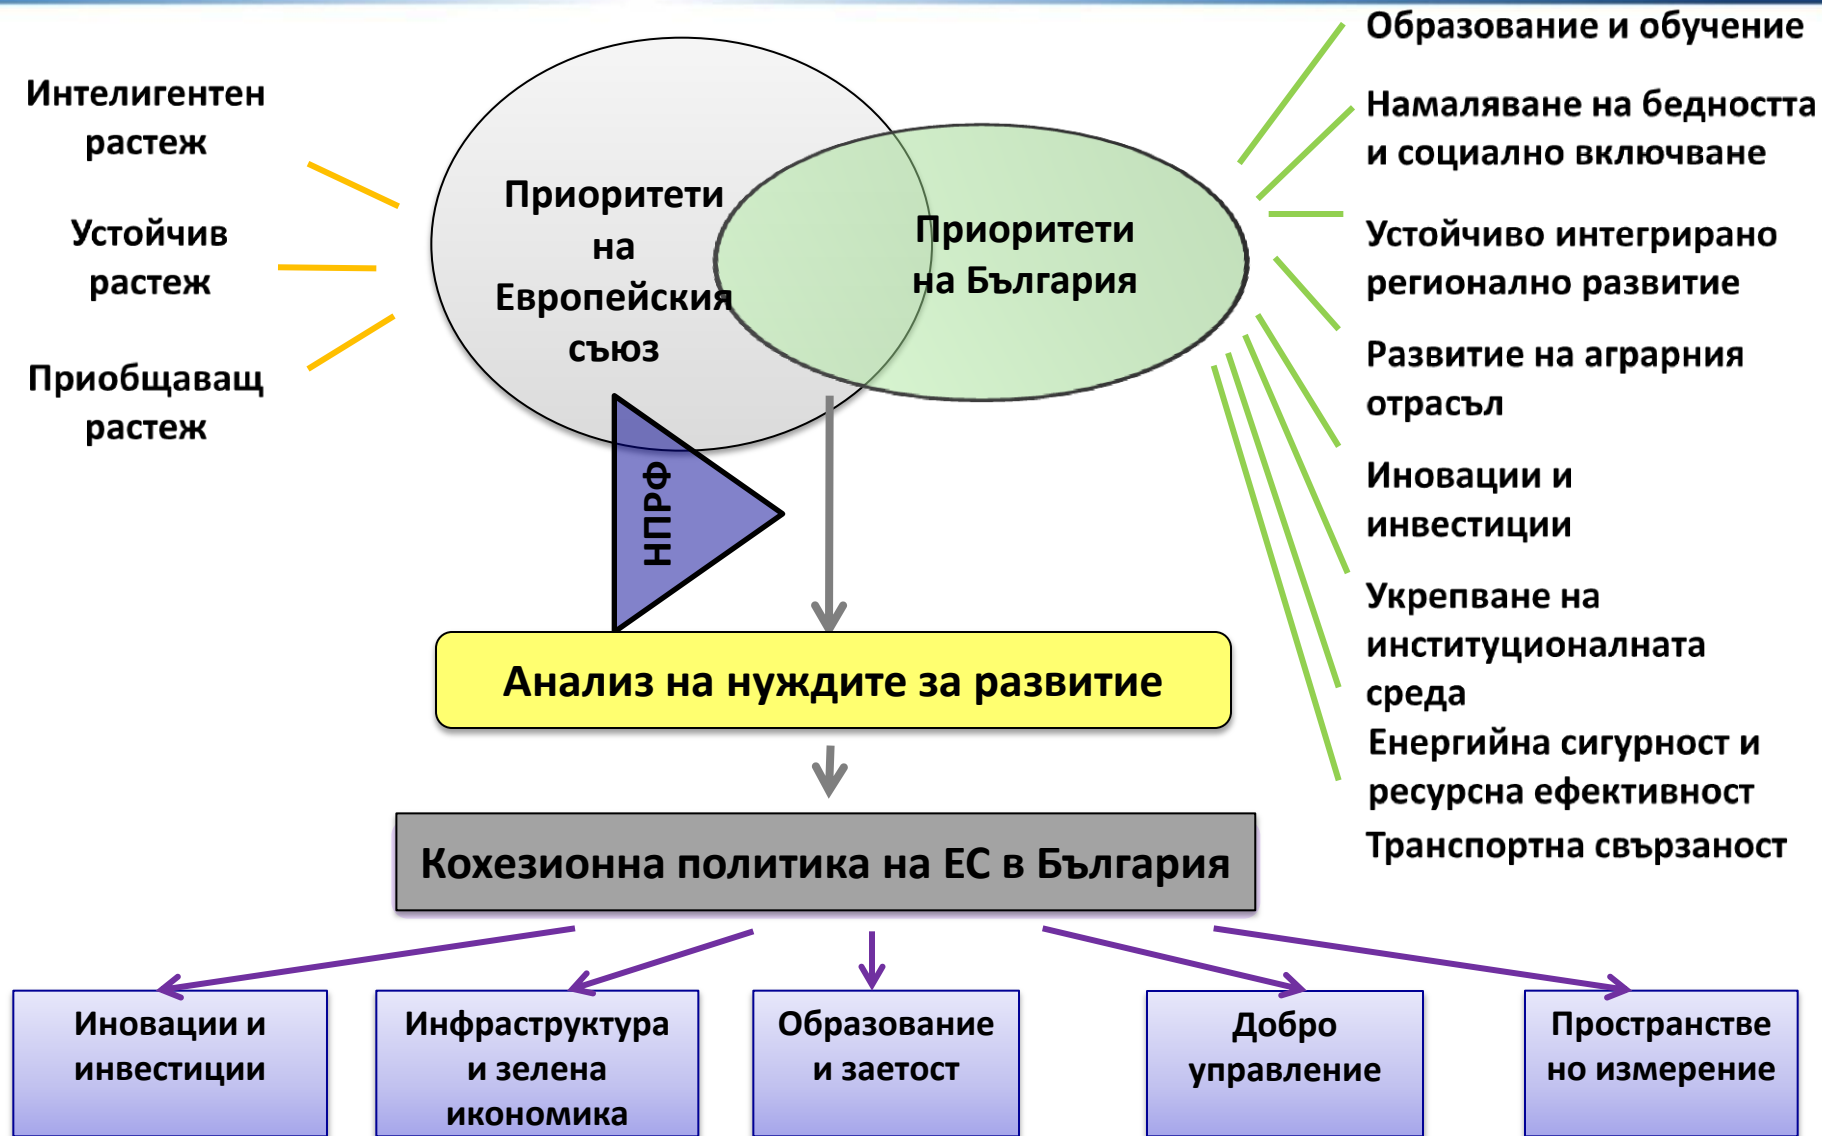 Интелигентен
растеж
Устойчив
растеж
Приобщаващ
растеж
Приоритети
на
Европейския
съюз
Приоритети
на България
Образование и обучение
Намаляване на бедността
и социално включване
Устойчиво интегрирано
регионално развитие
Развитие на аграрния
отрасъл
Иновации и
инвестиции
Укрепване на
институционалната
среда
Енергийна сигурност и
ресурсна ефективност
Транспортна свързаност
НПРФ
Анализ на нуждите за развитие
Кохезионна политика на ЕС в България
Иновации и
инвестиции
Инфраструктура
и зелена
икономика
Образование
и заетост
Добро
управление
Пространстве
но измерение